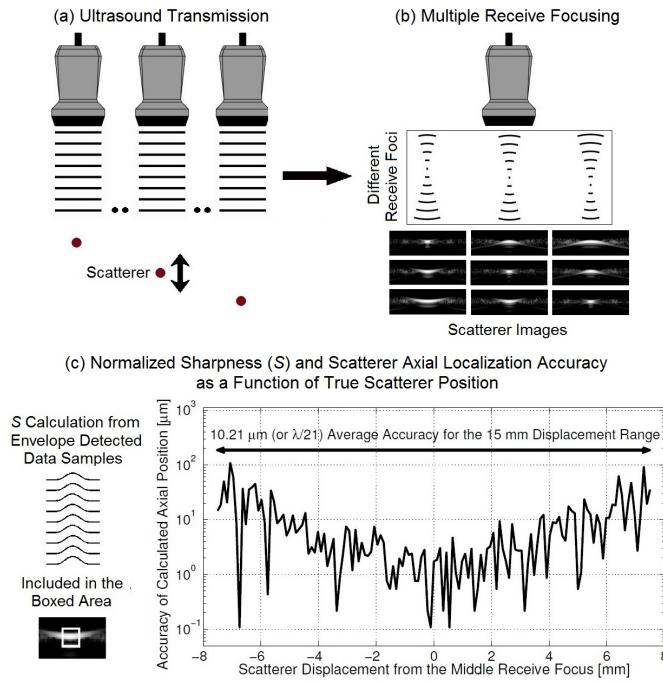 (a) Ultrasound Transmission
(b) Multiple Receive Focusing
Different
Receive Foci
Scatterer
Scatterer Images
(c) Normalized Sharpness (S) and Scatterer Axial Localization Accuracy
as a Function of True Scatterer Position
S Calculation from
Envelope Detected
Data Samples
Included in the
Boxed Area
Accuracy of Calculated Axial Position [µm]
10³
10²
10¹
10⁰
10⁻¹
10.21 µm (or λ/21) Average Accuracy for the 15 mm Displacement Range
−8 −6 −4 −2 0 2 4 6 8
Scatterer Displacement from the Middle Receive Focus [mm]